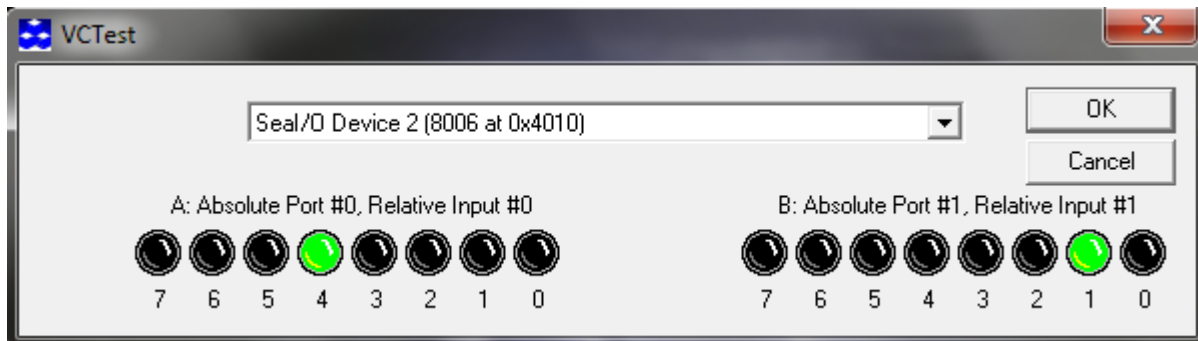 VCTest
SeaI/O Device 2 (8006 at 0x4010)
OK
Cancel
A: Absolute Port #0, Relative Input #0
B: Absolute Port #1, Relative Input #1
7 6 5 4 3 2 1 0
7 6 5 4 3 2 1 0